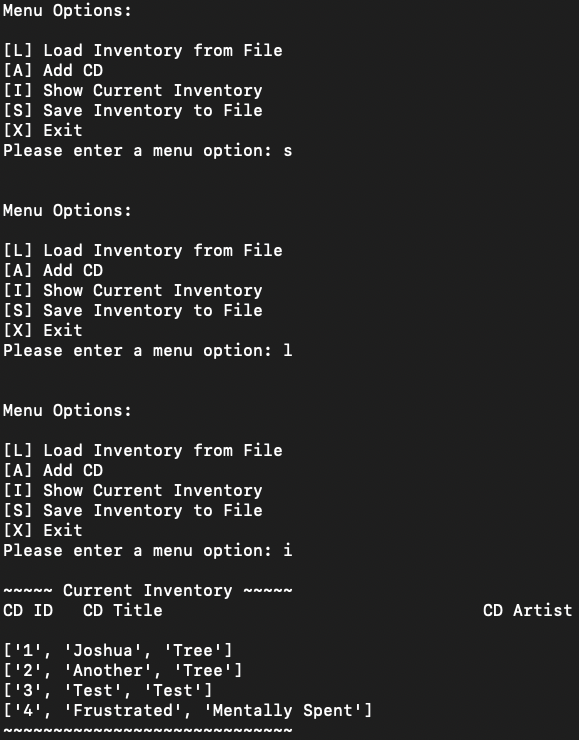 Menu Options:
[L] Load Inventory from File
[A] Add CD
[I] Show Current Inventory
[S] Save Inventory to File
[X] Exit
Please enter a menu option: s
Menu Options:
[L] Load Inventory from File
[A] Add CD
[I] Show Current Inventory
[S] Save Inventory to File
[X] Exit
Please enter a menu option: l
Menu Options:
[L] Load Inventory from File
[A] Add CD
[I] Show Current Inventory
[S] Save Inventory to File
[X] Exit
Please enter a menu option: i
~~~~~ Current Inventory ~~~~~
CD ID   CD Title                                CD Artist
['1', 'Joshua', 'Tree']
['2', 'Another', 'Tree']
['3', 'Test', 'Test']
['4', 'Frustrated', 'Mentally Spent']
~~~~~~~~~~~~~~~~~~~~~~~~~~~~~